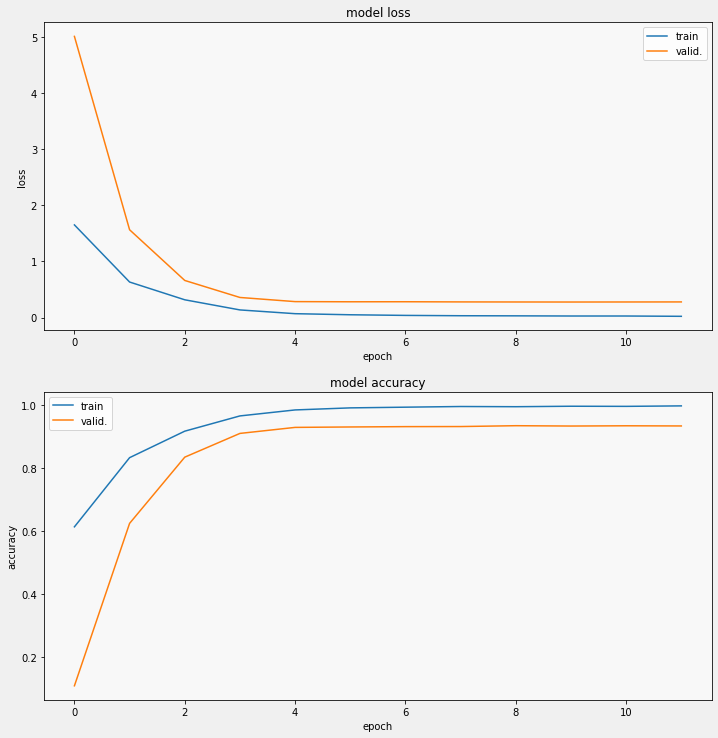 model loss
train
valid.
5
4
3
2
1
0
loss
0 2 4 6 8 10
epoch
model accuracy
train
valid.
1.0
0.8
0.6
0.4
0.2
accuracy
0 2 4 6 8 10
epoch